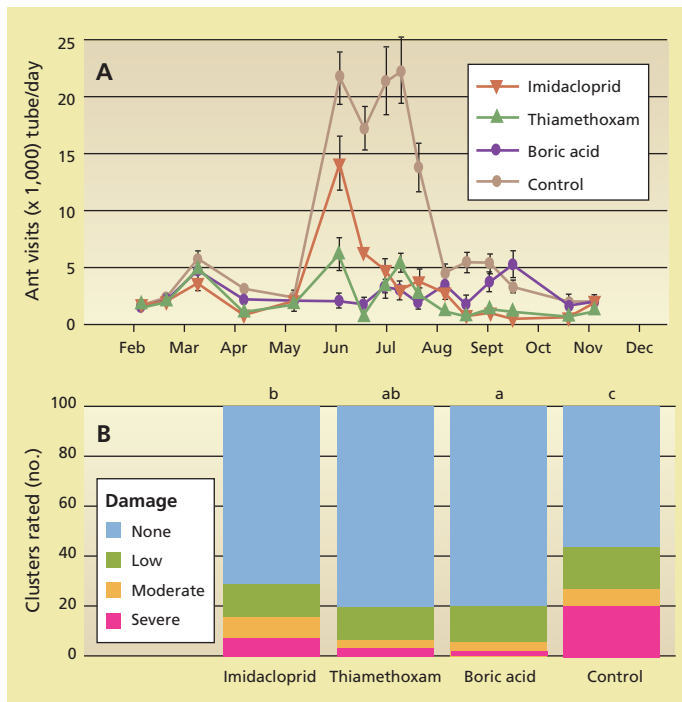 A
Ant visits (x 1,000) tube/day
25
20
15
10
5
0
Feb Mar Apr May Jun Jul Aug Sept Oct Nov Dec
Imidacloprid
Thiamethoxam
Boric acid
Control
B
Clusters rated (no.)
100
80
60
40
20
0
b ab a c
Damage
None
Low
Moderate
Severe
Imidacloprid Thiamethoxam Boric acid Control